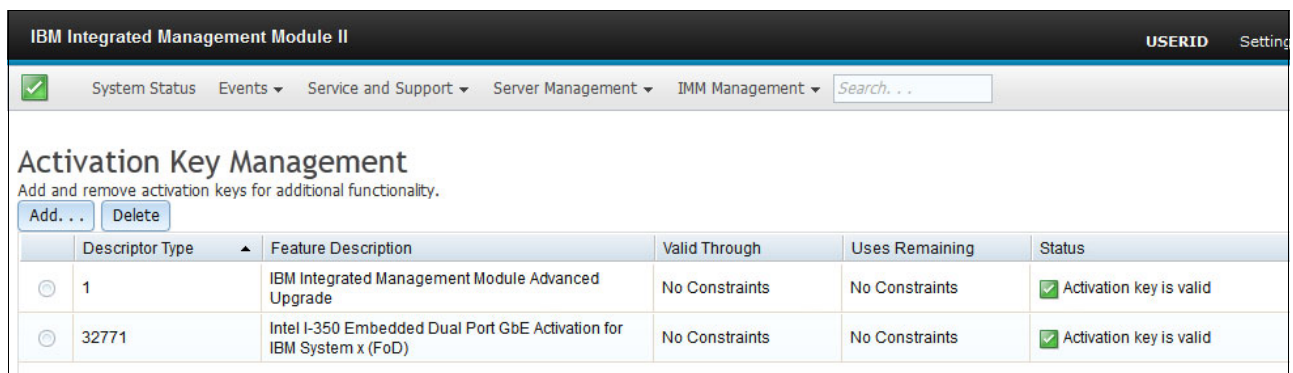 IBM Integrated Management Module II
USERID Setting
System Status Events Service and Support Server Management IMM Management Search. . .
Activation Key Management
Add and remove activation keys for additional functionality.
Add. . . Delete
Descriptor Type Feature Description Valid Through Uses Remaining Status
1 IBM Integrated Management Module Advanced Upgrade No Constraints No Constraints Activation key is valid
32771 Intel I-350 Embedded Dual Port GbE Activation for IBM System x (FoD) No Constraints No Constraints Activation key is valid